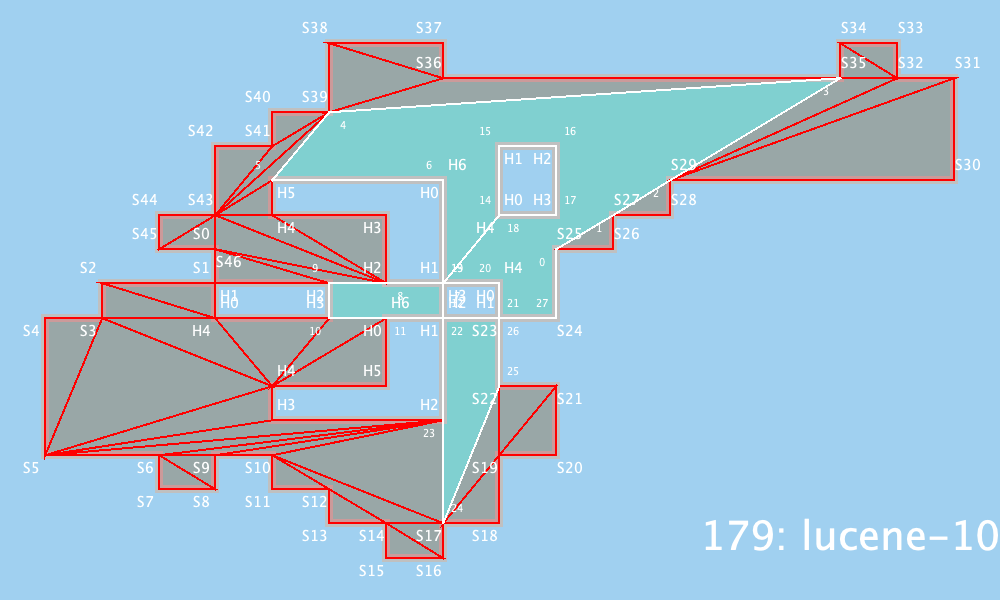 S38 S37 S34 S33
S36 S35 S32 S31
S40 S39
3
4
S42 S41 15 16
5 6 H6 H1 H2 S29 S30
H5 H0
S44 S43 14 H0 H3 17 S27 2 S28
S45 S0 H4 H3 H4 18 S25 1 S26
S46 0
S2 S1 9 H2 H1 19 20 H4
H1 H2 8 H3 H0
H0 H3 H6 H2 H1 21 27
S4 S3 H4 10 H0 11 H1 22 S23 26 S24
H4 H5 25
H3 H2 S22 S21
23
S5 S6 S9 S10 S19 S20
S7 S8 S11 S12
24
S13 S14 S17 S18
179: lucene-10
S15 S16